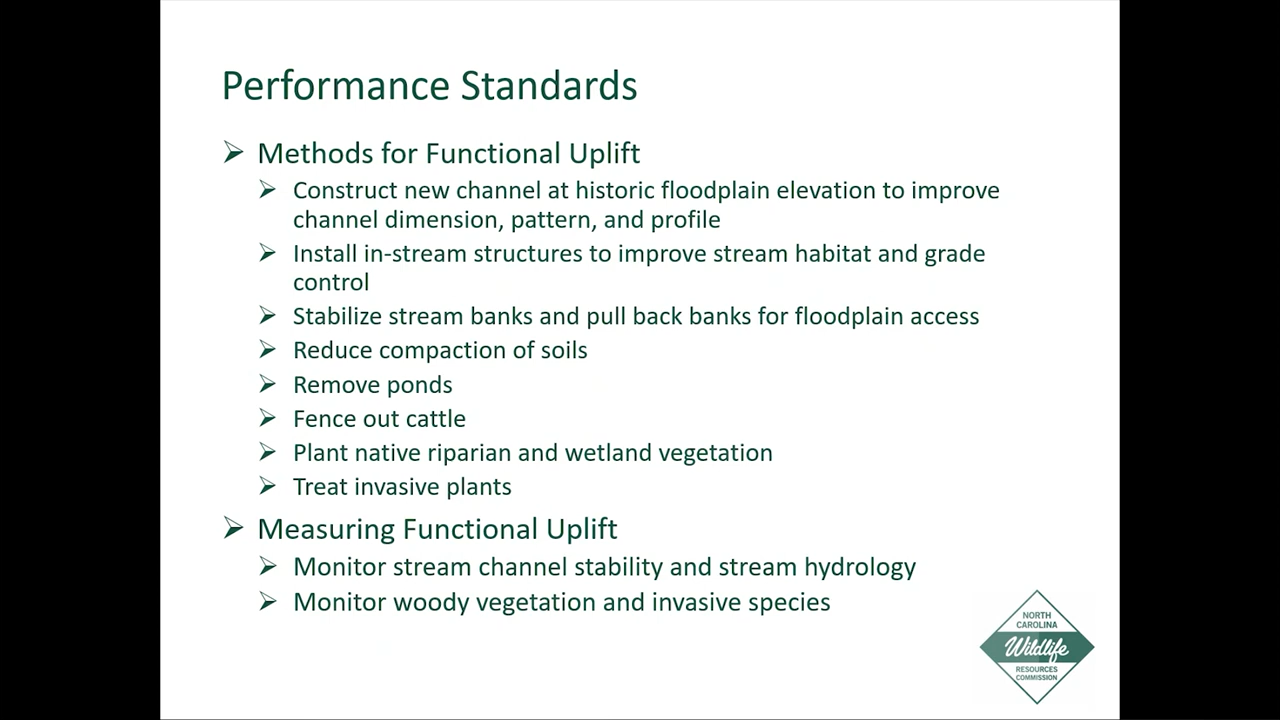 Performance Standards
Methods for Functional Uplift
Construct new channel at historic floodplain elevation to improve
channel dimension, pattern, and profile
Install in-stream structures to improve stream habitat and grade
control
Stabilize stream banks and pull back banks for floodplain access
Reduce compaction of soils
Remove ponds
Fence out cattle
Plant native riparian and wetland vegetation
Treat invasive plants
Measuring Functional Uplift
Monitor stream channel stability and stream hydrology
Monitor woody vegetation and invasive species
NORTH
CAROLINA
Wildlife
RESOURCES
COMMISSION